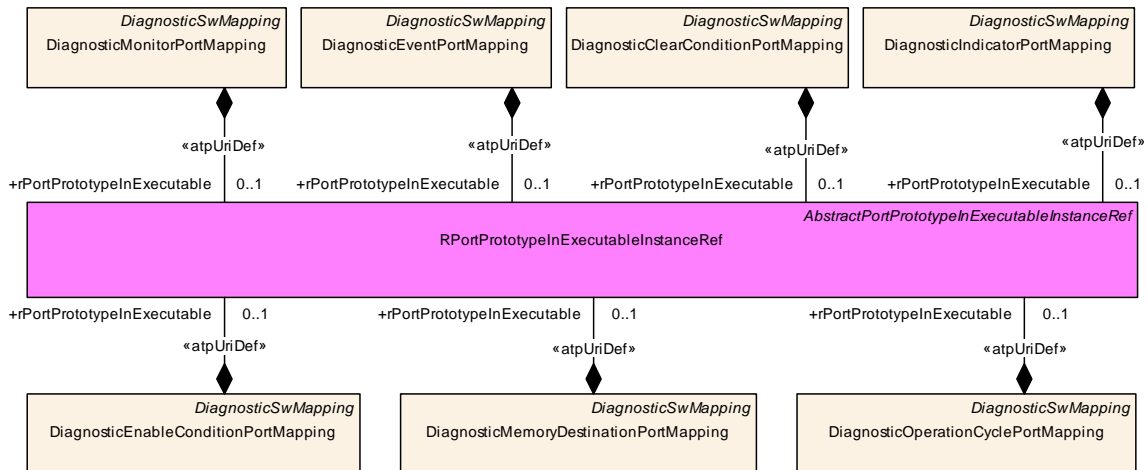 DiagnosticSwMapping
DiagnosticMonitorPortMapping
DiagnosticSwMapping
DiagnosticEventPortMapping
DiagnosticSwMapping
DiagnosticClearConditionPortMapping
DiagnosticSwMapping
DiagnosticIndicatorPortMapping
«atpUriDef»
«atpUriDef»
«atpUriDef»
«atpUriDef»
+rPortPrototypeInExecutable 0..1
+rPortPrototypeInExecutable 0..1
+rPortPrototypeInExecutable 0..1
+rPortPrototypeInExecutable 0..1
AbstractPortPrototypeInExecutableInstanceRef
RPortPrototypeInExecutableInstanceRef
+rPortPrototypeInExecutable 0..1
+rPortPrototypeInExecutable 0..1
+rPortPrototypeInExecutable 0..1
«atpUriDef»
«atpUriDef»
«atpUriDef»
DiagnosticSwMapping
DiagnosticEnableConditionPortMapping
DiagnosticSwMapping
DiagnosticMemoryDestinationPortMapping
DiagnosticSwMapping
DiagnosticOperationCyclePortMapping